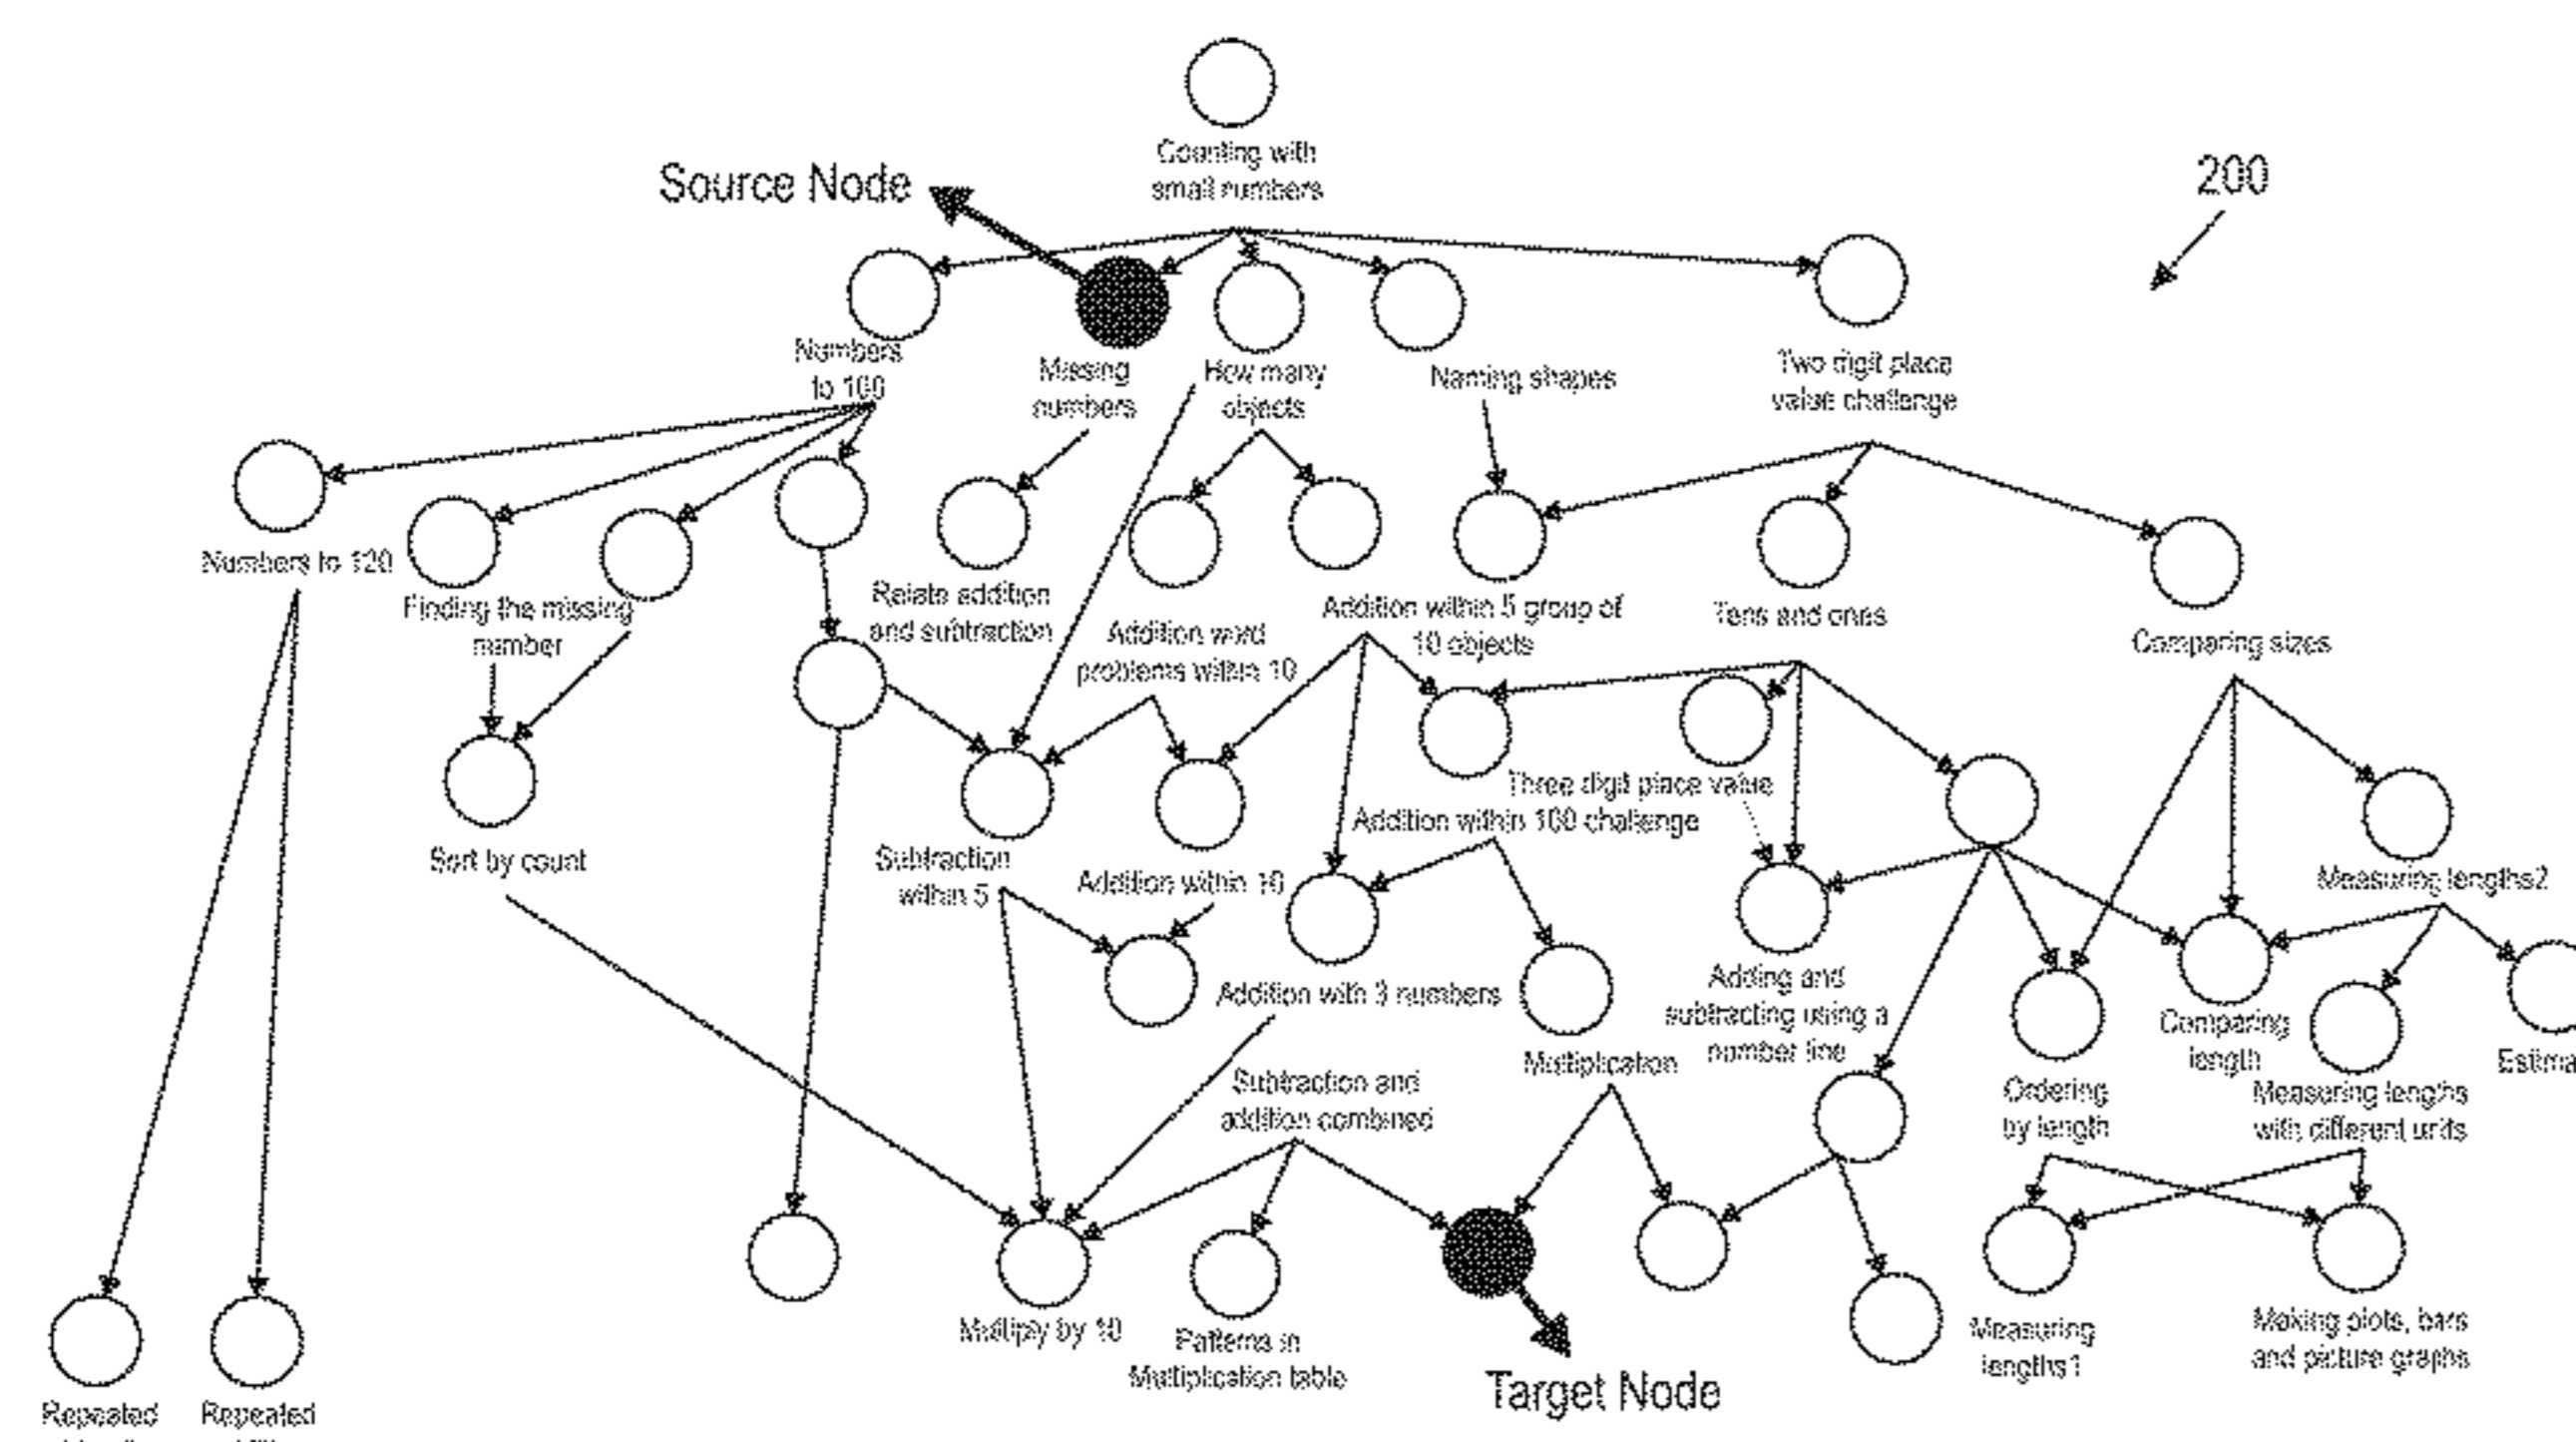 Counting with
small numbers
Source Node
200
Numbers
to 100
Missing
numbers
How many
objects
Naming shapes
Two digit place
value challenge
Numbers to 120
Finding the missing
number
Relate addition
and subtraction
Addition word
problems within 10
Addition within 5 group of
10 objects
Tens and ones
Comparing sizes
Three digit place value
Addition within 100 challenge
Sort by count
Subtraction
within 5
Addition within 10
Measuring lengths2
Addition with 3 numbers
Adding and
subtracting using a
number line
Multiplication
Comparing
length
Estima
Subtraction and
addition combined
Ordering
by length
Measuring lengths
with different units
Multiply by 10
Patterns in
Multiplication table
Measuring
lengths1
Making plots, bars
and picture graphs
Target Node
Repeated
Repeated